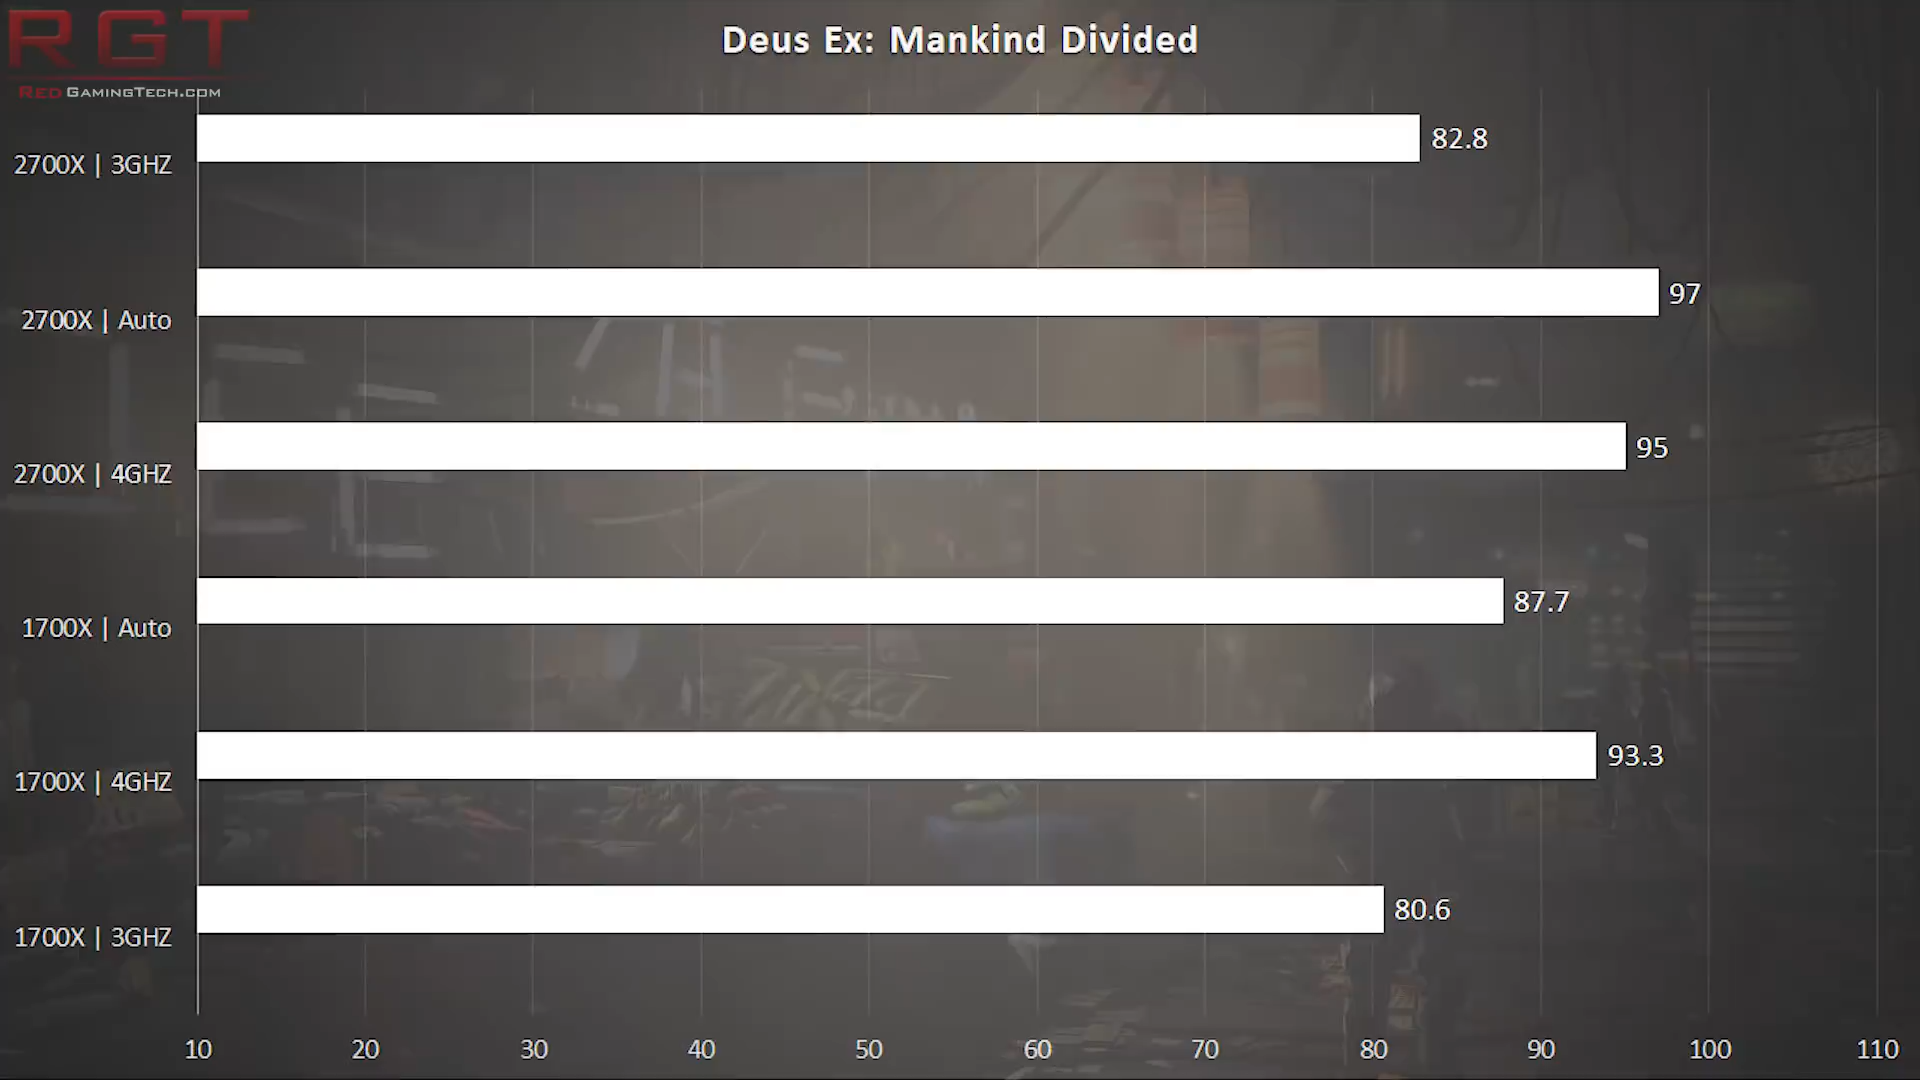 RGT
RedGamingTech.com
Deus Ex: Mankind Divided
2700X | 3GHZ
82.8
2700X | Auto
97
2700X | 4GHZ
95
1700X | Auto
87.7
1700X | 4GHZ
93.3
1700X | 3GHZ
80.6
10 20 30 40 50 60 70 80 90 100 110